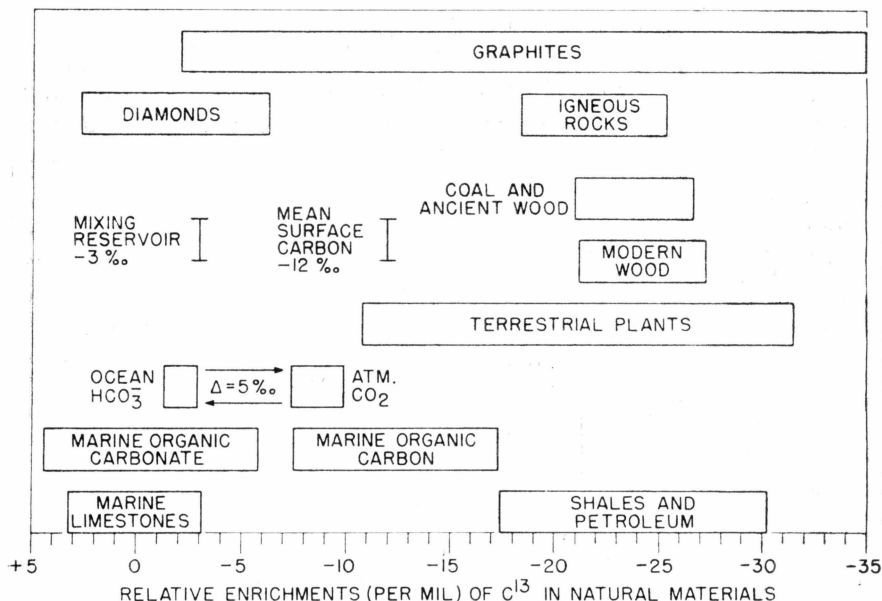 GRAPHITES
DIAMONDS
IGNEOUS
ROCKS
COAL AND
ANCIENT WOOD
MIXING
RESERVOIR
-3 ‰
MEAN
SURFACE
CARBON
-12 ‰
MODERN
WOOD
TERRESTRIAL PLANTS
OCEAN
HCO₃⁻
Δ=5‰
ATM.
CO₂
MARINE ORGANIC
CARBONATE
MARINE ORGANIC
CARBON
MARINE
LIMESTONES
SHALES AND
PETROLEUM
+5 0 -5 -10 -15 -20 -25 -30 -35
RELATIVE ENRICHMENTS (PER MIL) OF C¹³ IN NATURAL MATERIALS